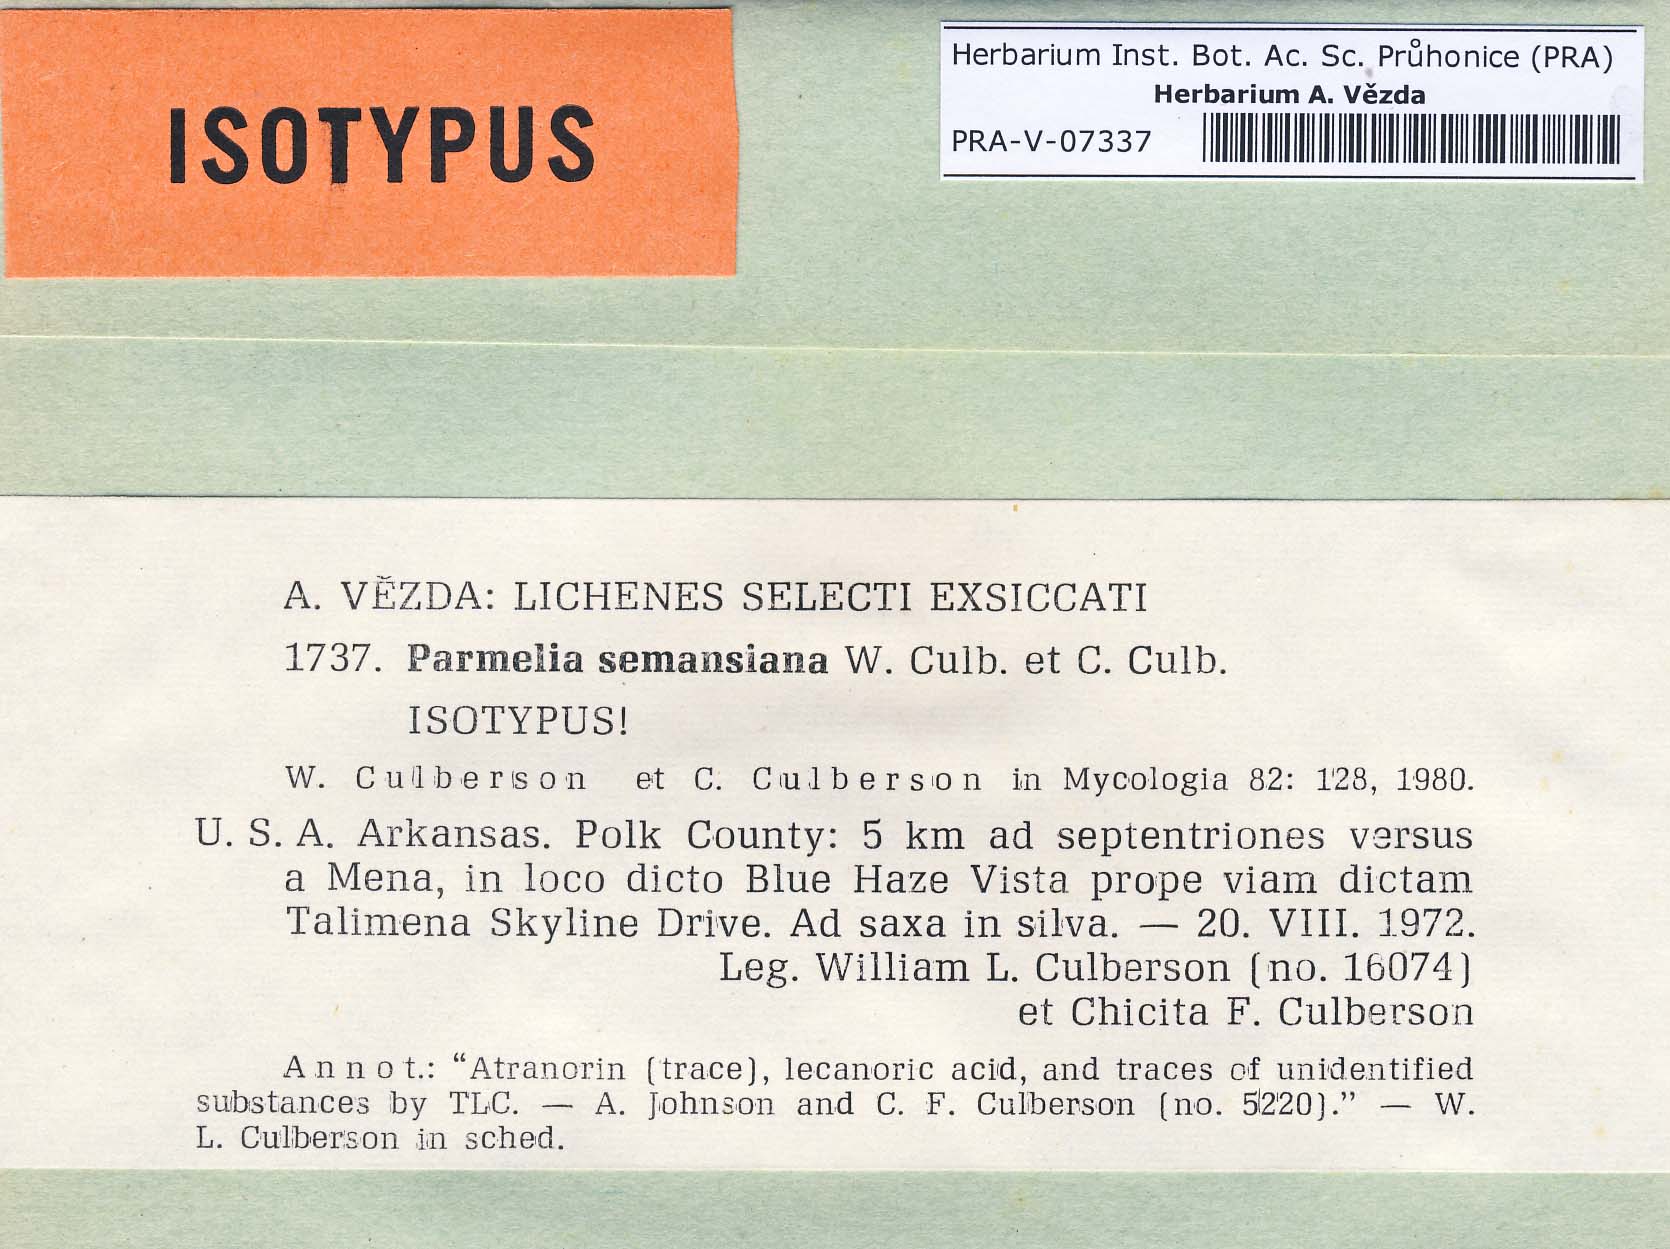 ISOTYPUS
Herbarium Inst. Bot. Ac. Sc. Průhonice (PRA)
Herbarium A. Vězda
PRA-V-07337
A. VĚZDA: LICHENES SELECTI EXSICCATI
1737. Parmelia semansiana W. Culb. et C. Culb.
ISOTYPUS!
W. Culberson et C. Culberson in Mycologia 82: 128, 1980.
U. S. A. Arkansas. Polk County: 5 km ad septentriones versus
a Mena, in loco dicto Blue Haze Vista prope viam dictam
Talimena Skyline Drive. Ad saxa in silva. — 20. VIII. 1972.
Leg. William L. Culberson (no. 16074)
et Chicita F. Culberson
Annot.: “Atranorin (trace), lecanoric acid, and traces of unidentified
substances by TLC. — A. Johnson and C. F. Culberson (no. 5220).” — W.
L. Culberson in sched.